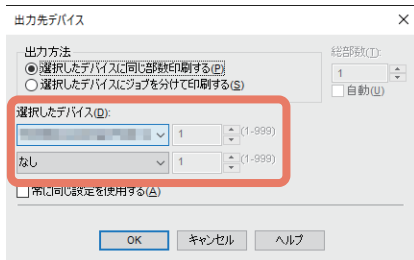 出力先デバイス
出力方法
選択したデバイスに同じ部数印刷する(P)
選択したデバイスにジョブを分けて印刷する(S)
総部数(T):
1
自動(U)
選択したデバイス(D):
1 (1-999)
なし 1 (1-999)
常に同じ設定を使用する(A)
OK キャンセル ヘルプ